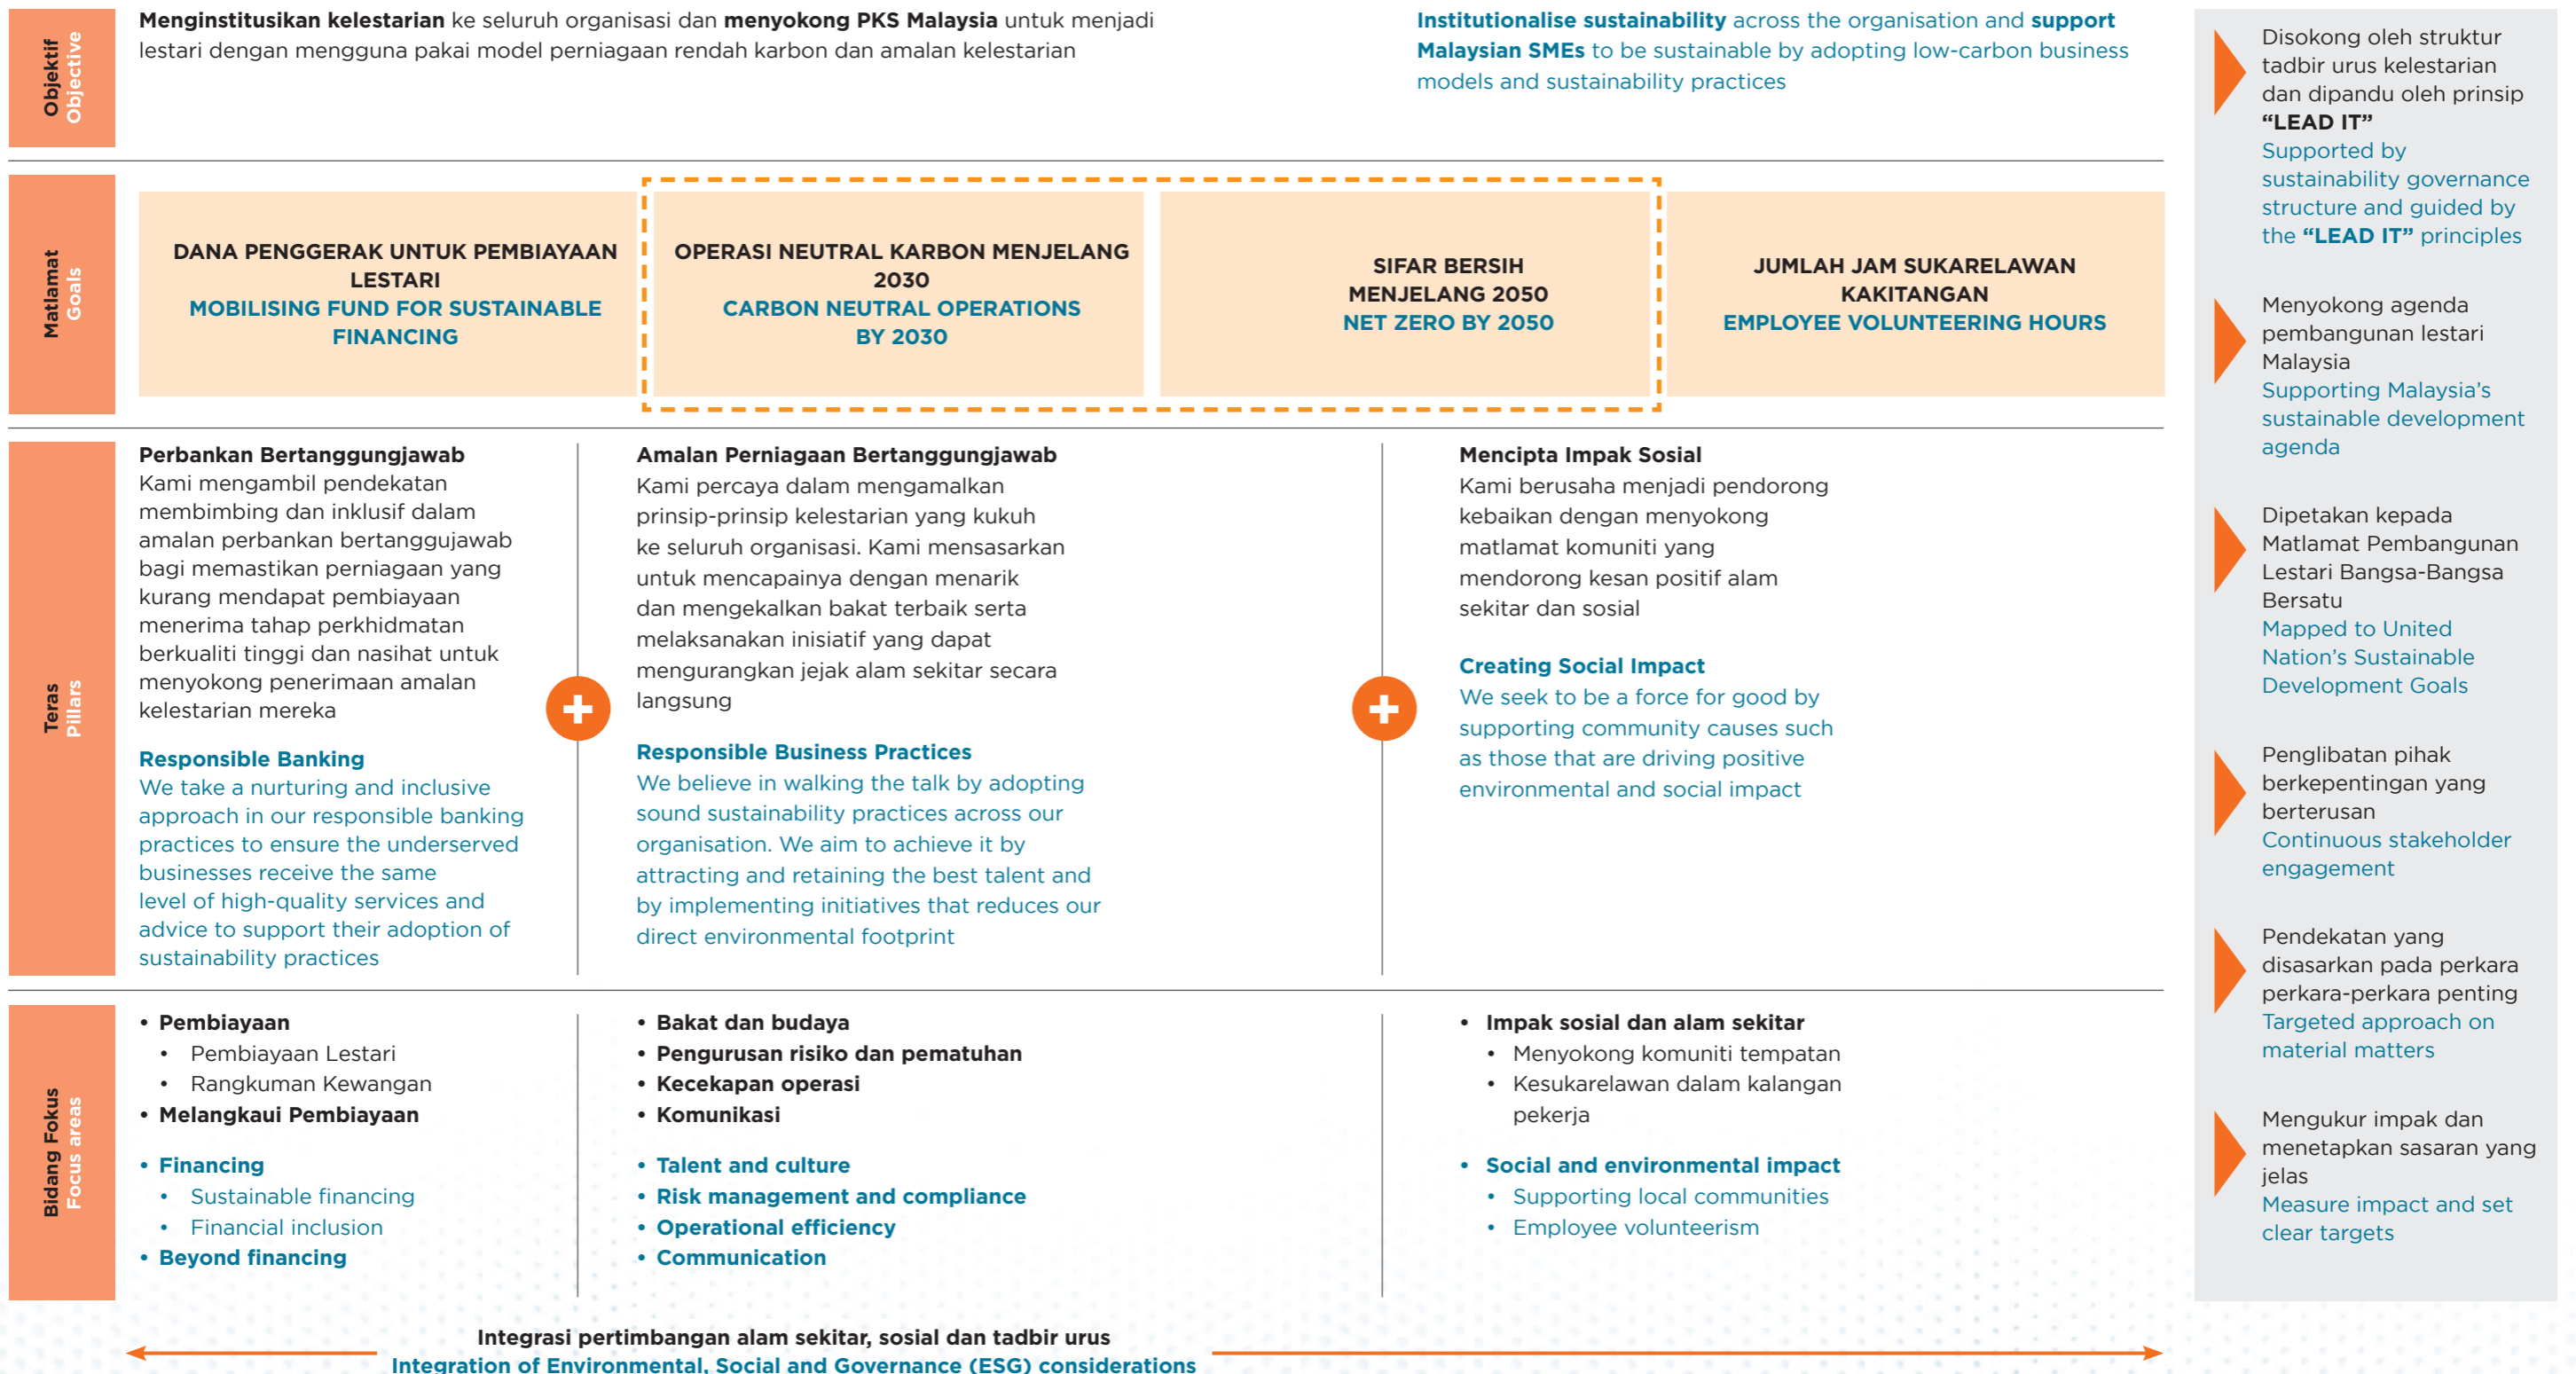 Objektif
Objective
Menginstitusikan kelestarian ke seluruh organisasi dan menyokong PKS Malaysia untuk menjadi
lestari dengan mengguna pakai model perniagaan rendah karbon dan amalan kelestarian
Institutionalise sustainability across the organisation and support
Malaysian SMEs to be sustainable by adopting low-carbon business
models and sustainability practices
Matlamat
Goals
DANA PENGGERAK UNTUK PEMBIAYAAN
LESTARI
MOBILISING FUND FOR SUSTAINABLE
FINANCING
OPERASI NEUTRAL KARBON MENJELANG
2030
CARBON NEUTRAL OPERATIONS
BY 2030
SIFAR BERSIH
MENJELANG 2050
NET ZERO BY 2050
JUMLAH JAM SUKARELAWAN
KAKITANGAN
EMPLOYEE VOLUNTEERING HOURS
Teras
Pillars
Perbankan Bertanggungjawab
Kami mengambil pendekatan
membimbing dan inklusif dalam
amalan perbankan bertanggujawab
bagi memastikan perniagaan yang
kurang mendapat pembiayaan
menerima tahap perkhidmatan
berkualiti tinggi dan nasihat untuk
menyokong penerimaan amalan
kelestarian mereka
Responsible Banking
We take a nurturing and inclusive
approach in our responsible banking
practices to ensure the underserved
businesses receive the same
level of high-quality services and
advice to support their adoption of
sustainability practices
Amalan Perniagaan Bertanggungjawab
Kami percaya dalam mengamalkan
prinsip-prinsip kelestarian yang kukuh
ke seluruh organisasi. Kami mensasarkan
untuk mencapainya dengan menarik
dan mengekalkan bakat terbaik serta
melaksanakan inisiatif yang dapat
mengurangkan jejak alam sekitar secara
langsung
Responsible Business Practices
We believe in walking the talk by adopting
sound sustainability practices across our
organisation. We aim to achieve it by
attracting and retaining the best talent and
by implementing initiatives that reduces our
direct environmental footprint
Mencipta Impak Sosial
Kami berusaha menjadi pendorong
kebaikan dengan menyokong
matlamat komuniti yang
mendorong kesan positif alam
sekitar dan sosial
Creating Social Impact
We seek to be a force for good by
supporting community causes such
as those that are driving positive
environmental and social impact
Bidang Fokus
Focus areas
• Pembiayaan
• Pembiayaan Lestari
• Rangkuman Kewangan
• Melangkaui Pembiayaan
• Financing
• Sustainable financing
• Financial inclusion
• Beyond financing
• Bakat dan budaya
• Pengurusan risiko dan pematuhan
• Kecekapan operasi
• Komunikasi
• Talent and culture
• Risk management and compliance
• Operational efficiency
• Communication
• Impak sosial dan alam sekitar
• Menyokong komuniti tempatan
• Kesukarelawan dalam kalangan
pekerja
• Social and environmental impact
• Supporting local communities
• Employee volunteerism
Integrasi pertimbangan alam sekitar, sosial dan tadbir urus
Integration of Environmental, Social and Governance (ESG) considerations
Disokong oleh struktur
tadbir urus kelestarian
dan dipandu oleh prinsip
“LEAD IT”
Supported by
sustainability governance
structure and guided by
the “LEAD IT” principles
Menyokong agenda
pembangunan lestari
Malaysia
Supporting Malaysia’s
sustainable development
agenda
Dipetakan kepada
Matlamat Pembangunan
Lestari Bangsa-Bangsa
Bersatu
Mapped to United
Nation’s Sustainable
Development Goals
Penglibatan pihak
berkepentingan yang
berterusan
Continuous stakeholder
engagement
Pendekatan yang
disasarkan pada perkara
perkara-perkara penting
Targeted approach on
material matters
Mengukur impak dan
menetapkan sasaran yang
jelas
Measure impact and set
clear targets